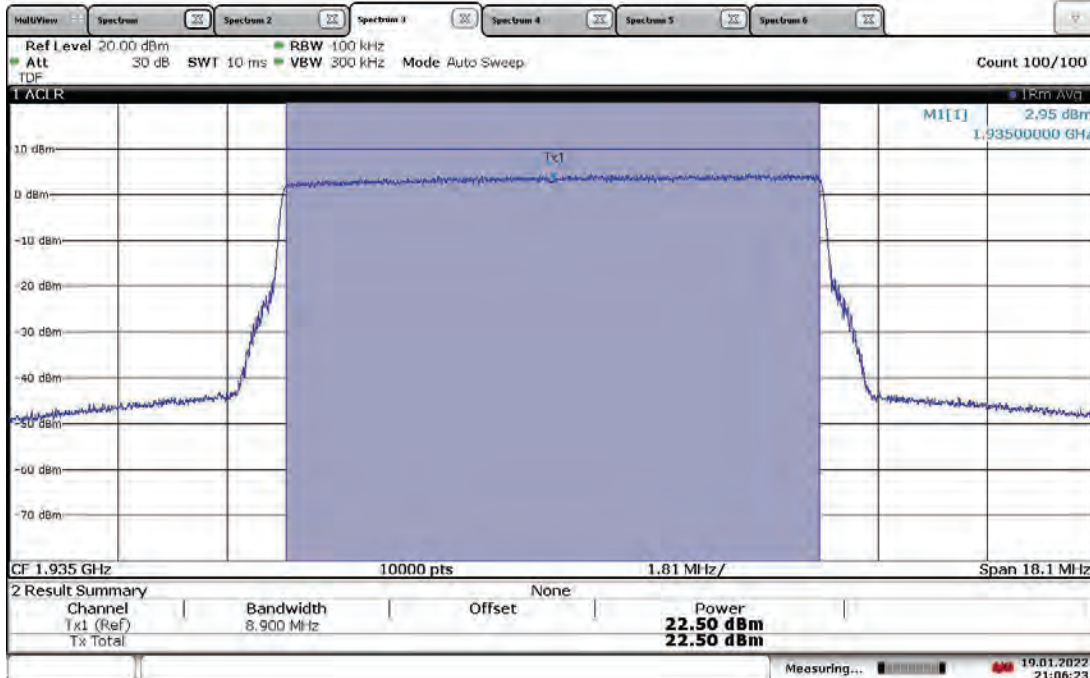 MultiView Spectrum Spectrum 2 Spectrum 3 Spectrum 4 Spectrum 5 Spectrum 6
Ref Level 20.00 dBm RBW 100 kHz
Att 30 dB SWT 10 ms VBW 300 kHz Mode Auto Sweep Count 100/100
TDF
1 ACLR 1Rm Avg
M1[1] 2.95 dBm
1.93500000 GHz
10 dBm
Tx1
0 dBm
-10 dBm
-20 dBm
-30 dBm
-40 dBm
-50 dBm
-60 dBm
-70 dBm
CF 1.935 GHz 10000 pts 1.81 MHz/ Span 18.1 MHz
2 Result Summary None
Channel Bandwidth Offset Power
Tx1 (Ref) 8.900 MHz 22.50 dBm
Tx Total 22.50 dBm
Measuring... 19.01.2022
21:06:23